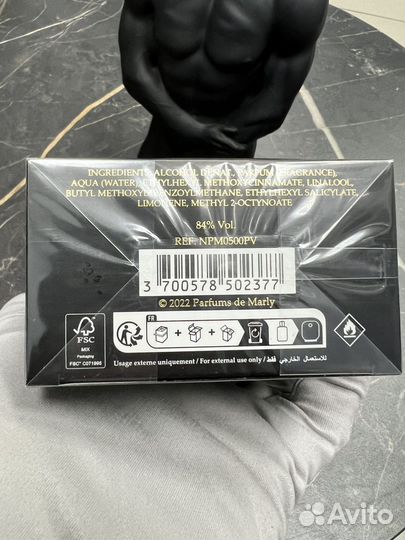 INGREDIENTS: ALCOHOL DENAT., PARFUM (FRAGRANCE),
AQUA (WATER), ETHYLHEXYL METHOXYCINNAMATE, LINALOOL,
BUTYL METHOXYDIBENZOYLMETHANE, ETHYLHEXYL SALICYLATE,
LIMONENE, METHYL 2-OCTYNOATE
84% Vol.
REF: NPM0500PV
3 700578 502377
© 2022 Parfums de Marly
FSC
MIX
Packaging
FSC® C071995
FR
Usage externe uniquement / For external use only / للاستعمال الخارجي فقط
Avito